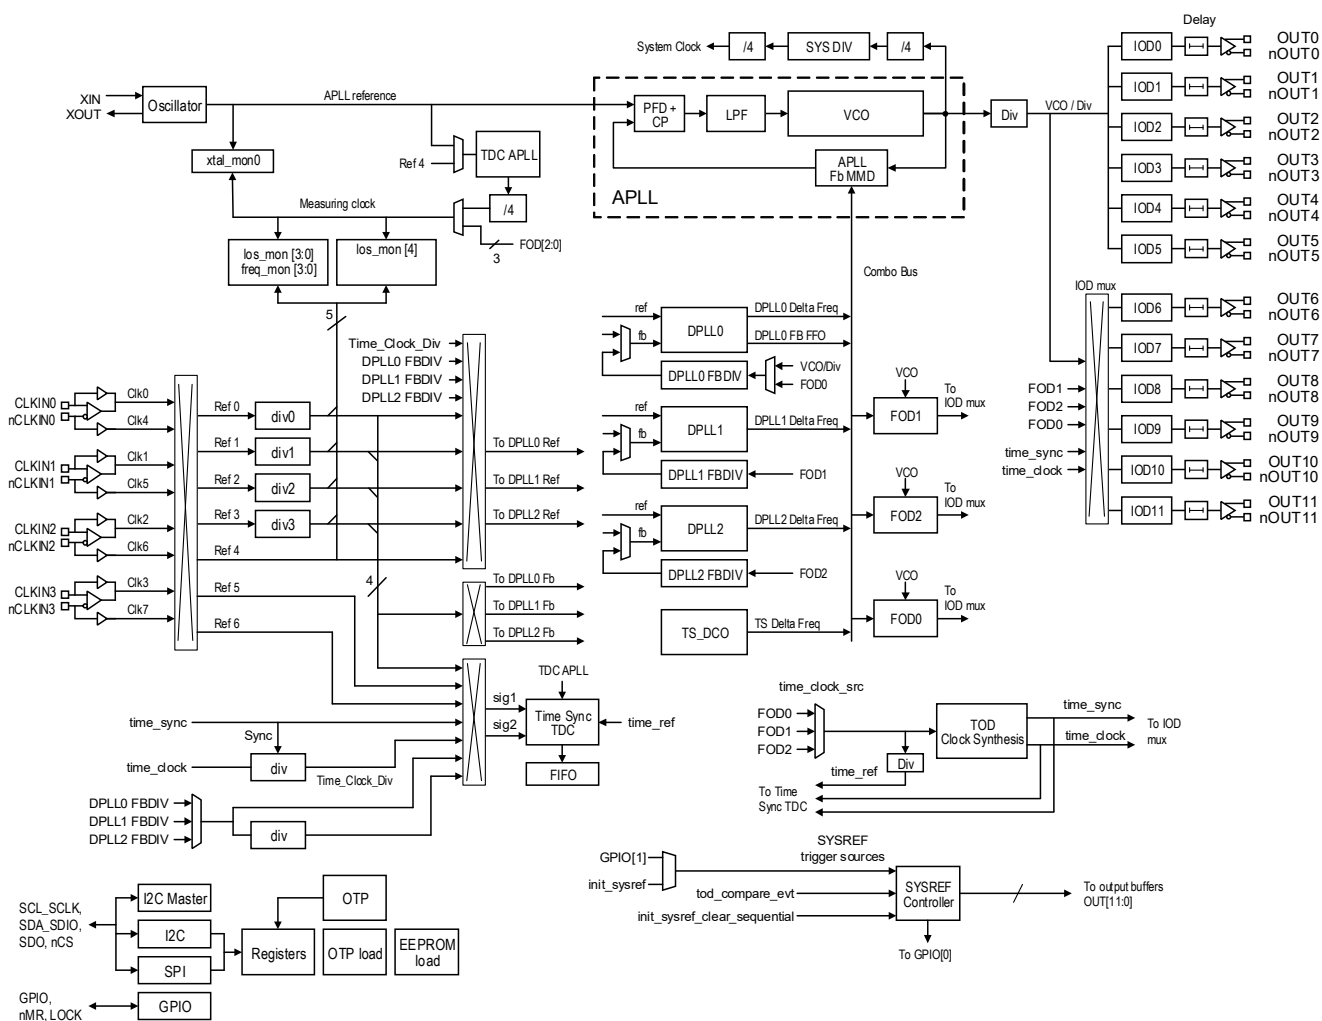 Delay
System Clock
/4
SYS DIV
/4
IOD0
OUT0
nOUT0
XIN
XOUT
Oscillator
APLL reference
PFD +
CP
LPF
VCO
Div
VCO / Div
IOD1
OUT1
nOUT1
IOD2
OUT2
nOUT2
xtal_mon0
Ref 4
TDC APLL
APLL
Fb MMD
APLL
IOD3
OUT3
nOUT3
Measuring clock
/4
IOD4
OUT4
nOUT4
los_mon [3:0]
freq_mon [3:0]
los_mon [4]
FOD[2:0]
3
IOD5
OUT5
nOUT5
Combo Bus
IOD mux
5
ref
fb
DPLL0
DPLL0 Delta Freq
DPLL0 FB FFO
IOD6
OUT6
nOUT6
Time_Clock_Div
DPLL0 FBDIV
DPLL1 FBDIV
DPLL2 FBDIV
DPLL0 FBDIV
VCO/Div
FOD0
IOD7
OUT7
nOUT7
VCO
FOD1
To
IOD mux
FOD1
FOD2
FOD0
time_sync
time_clock
IOD8
OUT8
nOUT8
CLKIN0
nCLKIN0
Clk0
Clk4
Ref 0
div0
ref
fb
DPLL1
DPLL1 Delta Freq
IOD9
OUT9
nOUT9
CLKIN1
nCLKIN1
Clk1
Clk5
Ref 1
div1
To DPLL0 Ref
DPLL1 FBDIV
FOD1
IOD10
OUT10
nOUT10
Ref 2
div2
To DPLL1 Ref
VCO
FOD2
To
IOD mux
IOD11
OUT11
nOUT11
CLKIN2
nCLKIN2
Clk2
Clk6
Ref 3
div3
To DPLL2 Ref
ref
fb
DPLL2
DPLL2 Delta Freq
Ref 4
DPLL2 FBDIV
FOD2
CLKIN3
nCLKIN3
Clk3
Clk7
Ref 5
4
To DPLL0 Fb
To DPLL1 Fb
To DPLL2 Fb
VCO
FOD0
To
IOD mux
Ref 6
TS_DCO
TS Delta Freq
TDC APLL
sig1
sig2
Time Sync
TDC
time_ref
FIFO
time_sync
Sync
time_clock
div
Time_Clock_Div
DPLL0 FBDIV
DPLL1 FBDIV
DPLL2 FBDIV
div
time_clock_src
FOD0
FOD1
FOD2
TOD
Clock Synthesis
time_sync
time_clock
To IOD
mux
Div
time_ref
To Time
Sync TDC
SYSREF
trigger sources
GPIO[1]
init_sysref
tod_compare_evt
init_sysref_clear_sequential
SYSREF
Controller
To output buffers
OUT[11:0]
To GPIO[0]
SCL_SCLK,
SDA_SDIO,
SDO, nCS
I2C Master
I2C
SPI
Registers
OTP
OTP load
EEPROM
load
GPIO,
nMR, LOCK
GPIO